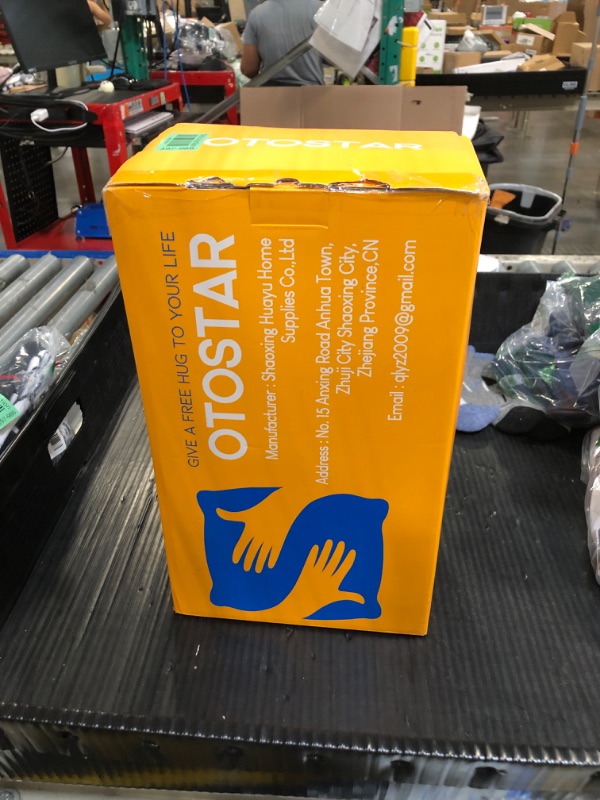 OTOSTAR
GIVE A FREE HUG TO YOUR LIFE
OTOSTAR
Manufacturer : Shaoxing Huayu Home
Supplies Co.,Ltd
Address : No. 15 Anxing Road Anhua Town,
Zhuji City Shaoxing City,
Zhejiang Province,CN
Email : qlyz2009@gmail.com